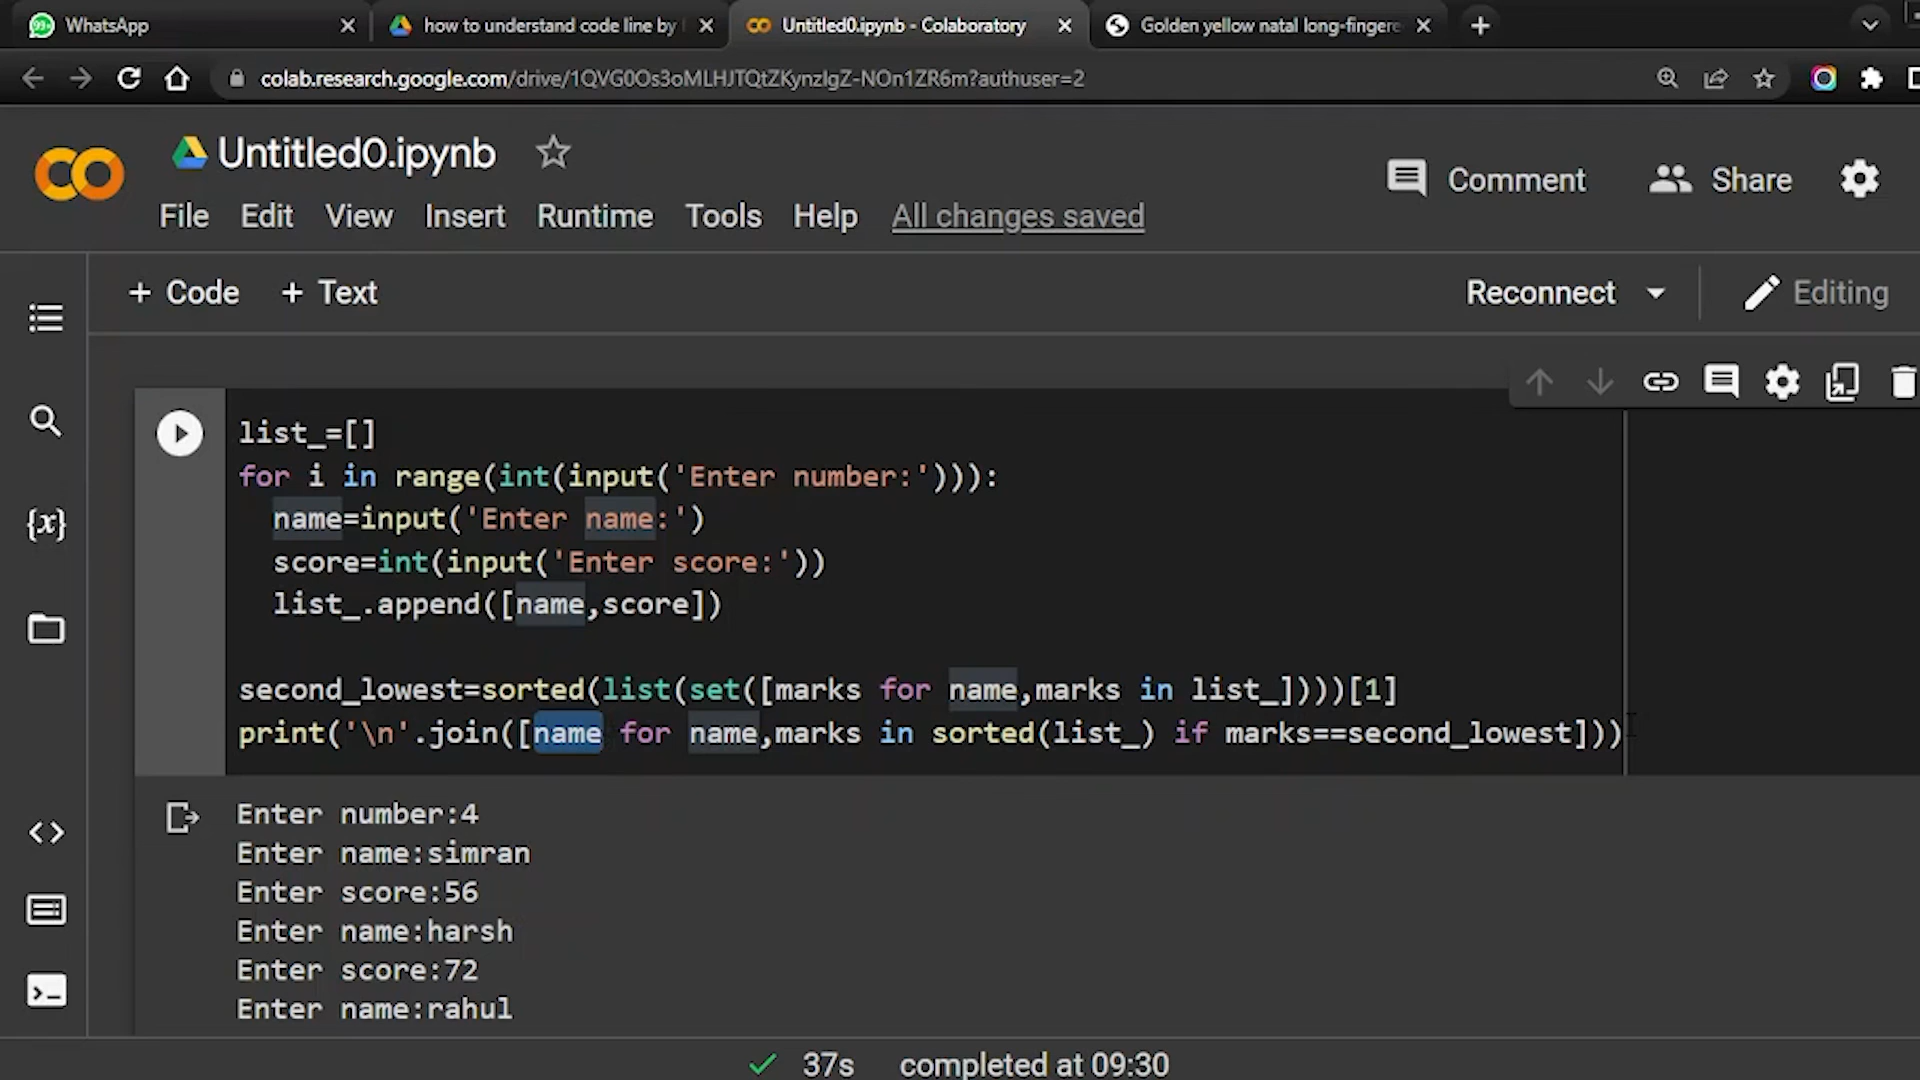 99+ WhatsApp
how to understand code line by
Untitled0.ipynb - Colaboratory
Golden yellow natal long-fingere
colab.research.google.com/drive/1QVG0Os3oMLHJTQtZKynzIgZ-NOn1ZR6m?authuser=2
Untitled0.ipynb
Comment
Share
File Edit View Insert Runtime Tools Help All changes saved
+ Code + Text
Reconnect
Editing
list_=[]
for i in range(int(input('Enter number:'))):
  name=input('Enter name:')
  score=int(input('Enter score:'))
  list_.append([name,score])
second_lowest=sorted(list(set([marks for name,marks in list_])))[1]
print('\n'.join([name for name,marks in sorted(list_) if marks==second_lowest]))
{x}
Enter number:4
Enter name:simran
Enter score:56
Enter name:harsh
Enter score:72
Enter name:rahul
37s completed at 09:30